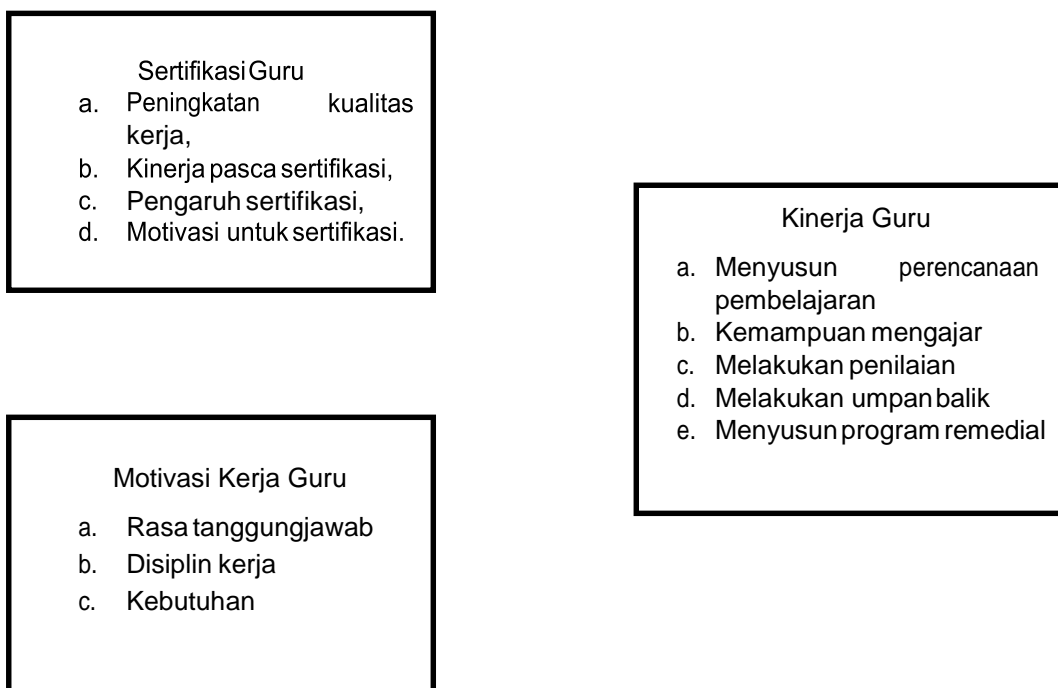 Sertifikasi Guru
a. Peningkatan kualitas
kerja,
b. Kinerja pasca sertifikasi,
c. Pengaruh sertifikasi,
d. Motivasi untuk sertifikasi.
Kinerja Guru
a. Menyusun perencanaan
pembelajaran
b. Kemampuan mengajar
c. Melakukan penilaian
d. Melakukan umpan balik
e. Menyusun program remedial
Motivasi Kerja Guru
a. Rasa tanggungjawab
b. Disiplin kerja
c. Kebutuhan